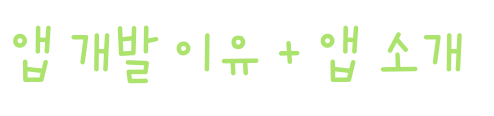 앱 개발 이유 + 앱 소개